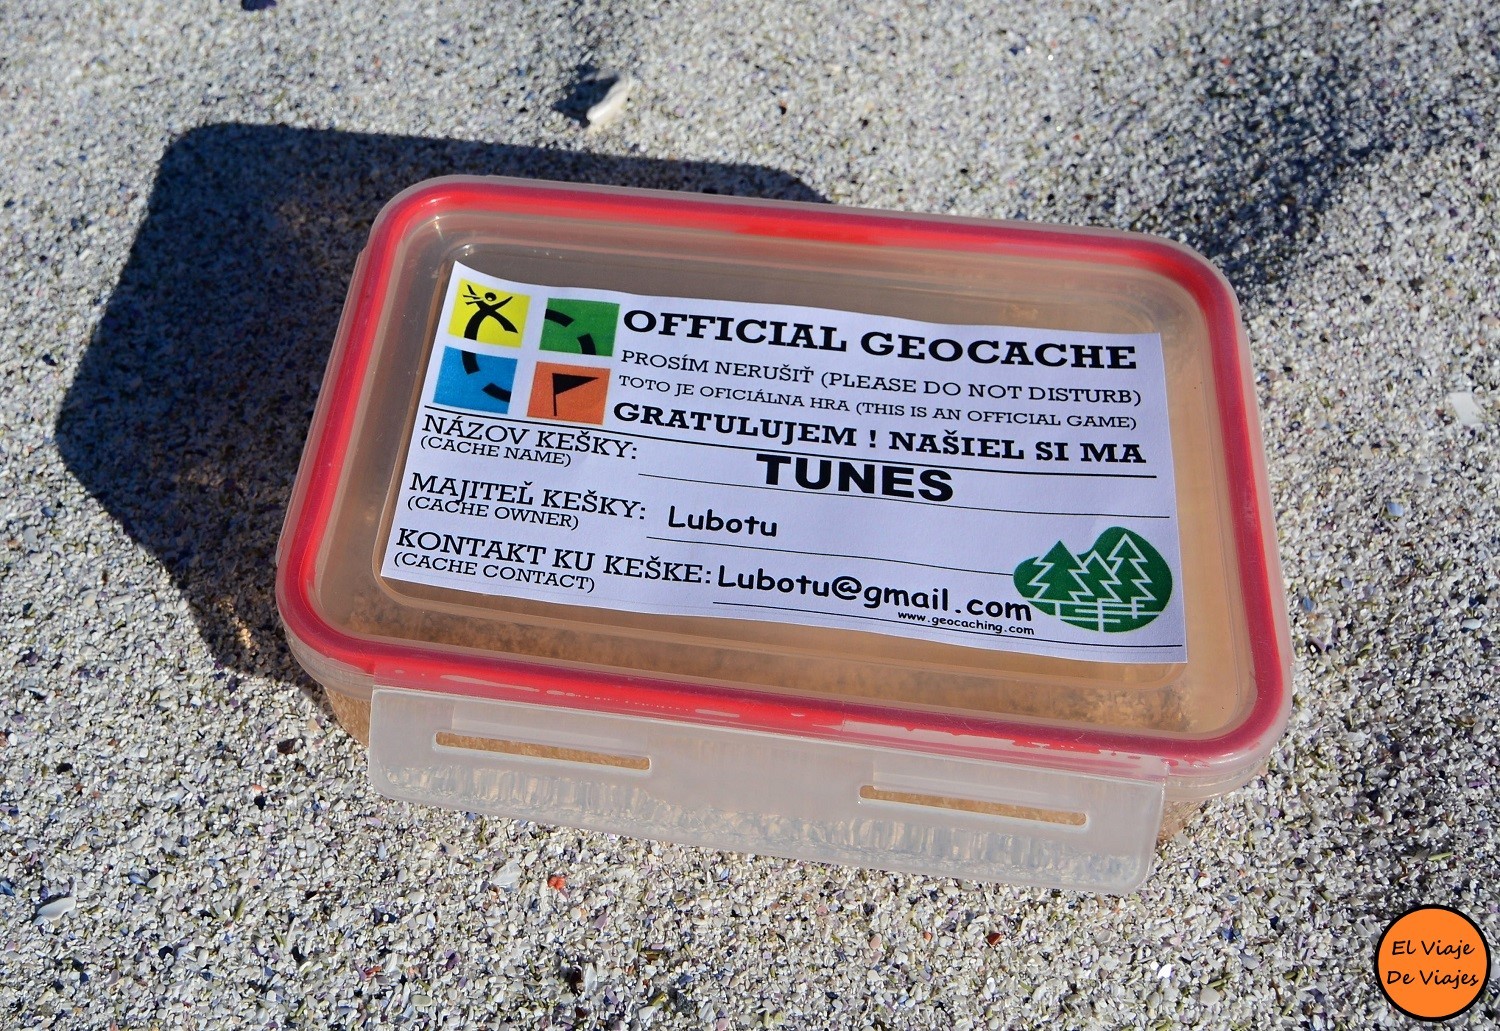 OFFICIAL GEOCACHE
PROSÍM NERUŠIŤ (PLEASE DO NOT DISTURB)
TOTO JE OFICIÁLNA HRA (THIS IS AN OFFICIAL GAME)
GRATULUJEM ! NAŠIEL SI MA
NÁZOV KEŠKY: TUNES
(CACHE NAME)
MAJITEĽ KEŠKY: Lubotu
(CACHE OWNER)
KONTAKT KU KEŠKE: Lubotu@gmail.com
(CACHE CONTACT)
www.geocaching.com
El Viaje
De Viajes